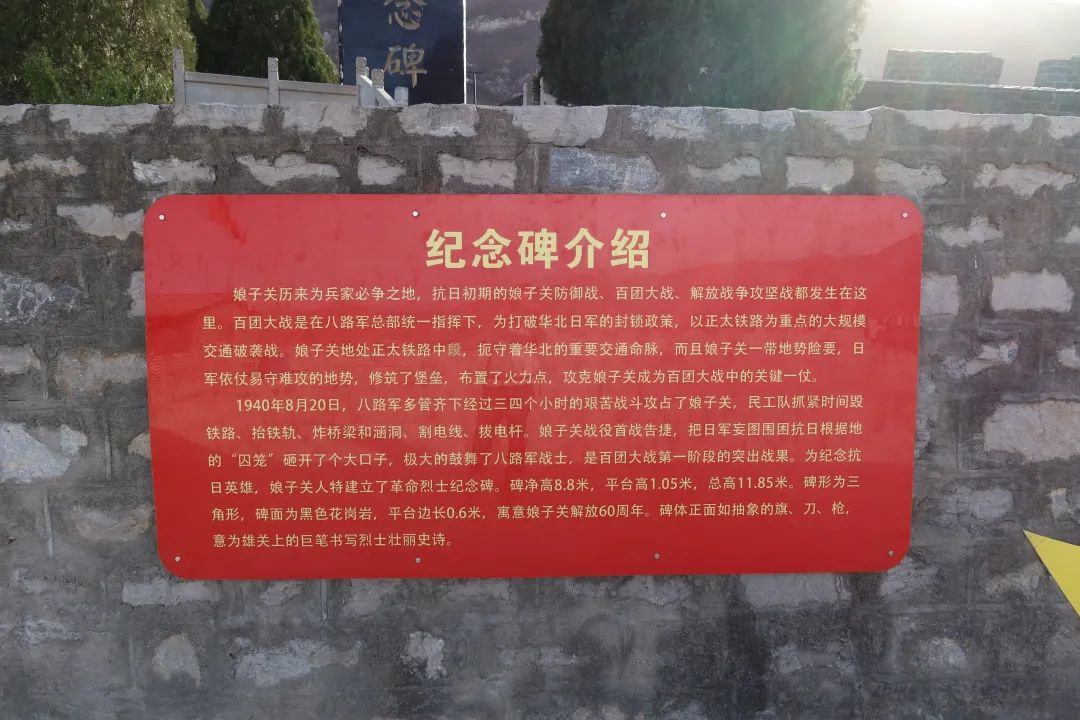 念
碑
纪念碑介绍
娘子关历来为兵家必争之地，抗日初期的娘子关防御战、百团大战、解放战争攻坚战都发生在这
里。百团大战是在八路军总部统一指挥下，为打破华北日军的封锁政策，以正太铁路为重点的大规模
交通破袭战。娘子关地处正太铁路中段，扼守着华北的重要交通命脉，而且娘子关一带地势险要，日
军依仗易守难攻的地势，修筑了堡垒，布置了火力点，攻克娘子关成为百团大战中的关键一仗。
1940年8月20日，八路军多管齐下经过三四个小时的艰苦战斗攻占了娘子关，民工队抓紧时间毁
铁路、抬铁轨、炸桥梁和涵洞、割电线、拔电杆。娘子关战役首战告捷，把日军妄图围困抗日根据地
的“囚笼”砸开了个大口子，极大的鼓舞了八路军战士，是百团大战第一阶段的突出战果。为纪念抗
日英雄，娘子关人特建立了革命烈士纪念碑。碑净高8.8米，平台高1.05米，总高11.85米。碑形为三
角形，碑面为黑色花岗岩，平台边长0.6米，寓意娘子关解放60周年。碑体正面如抽象的旗、刀、枪，
意为雄关上的巨笔书写烈士壮丽史诗。